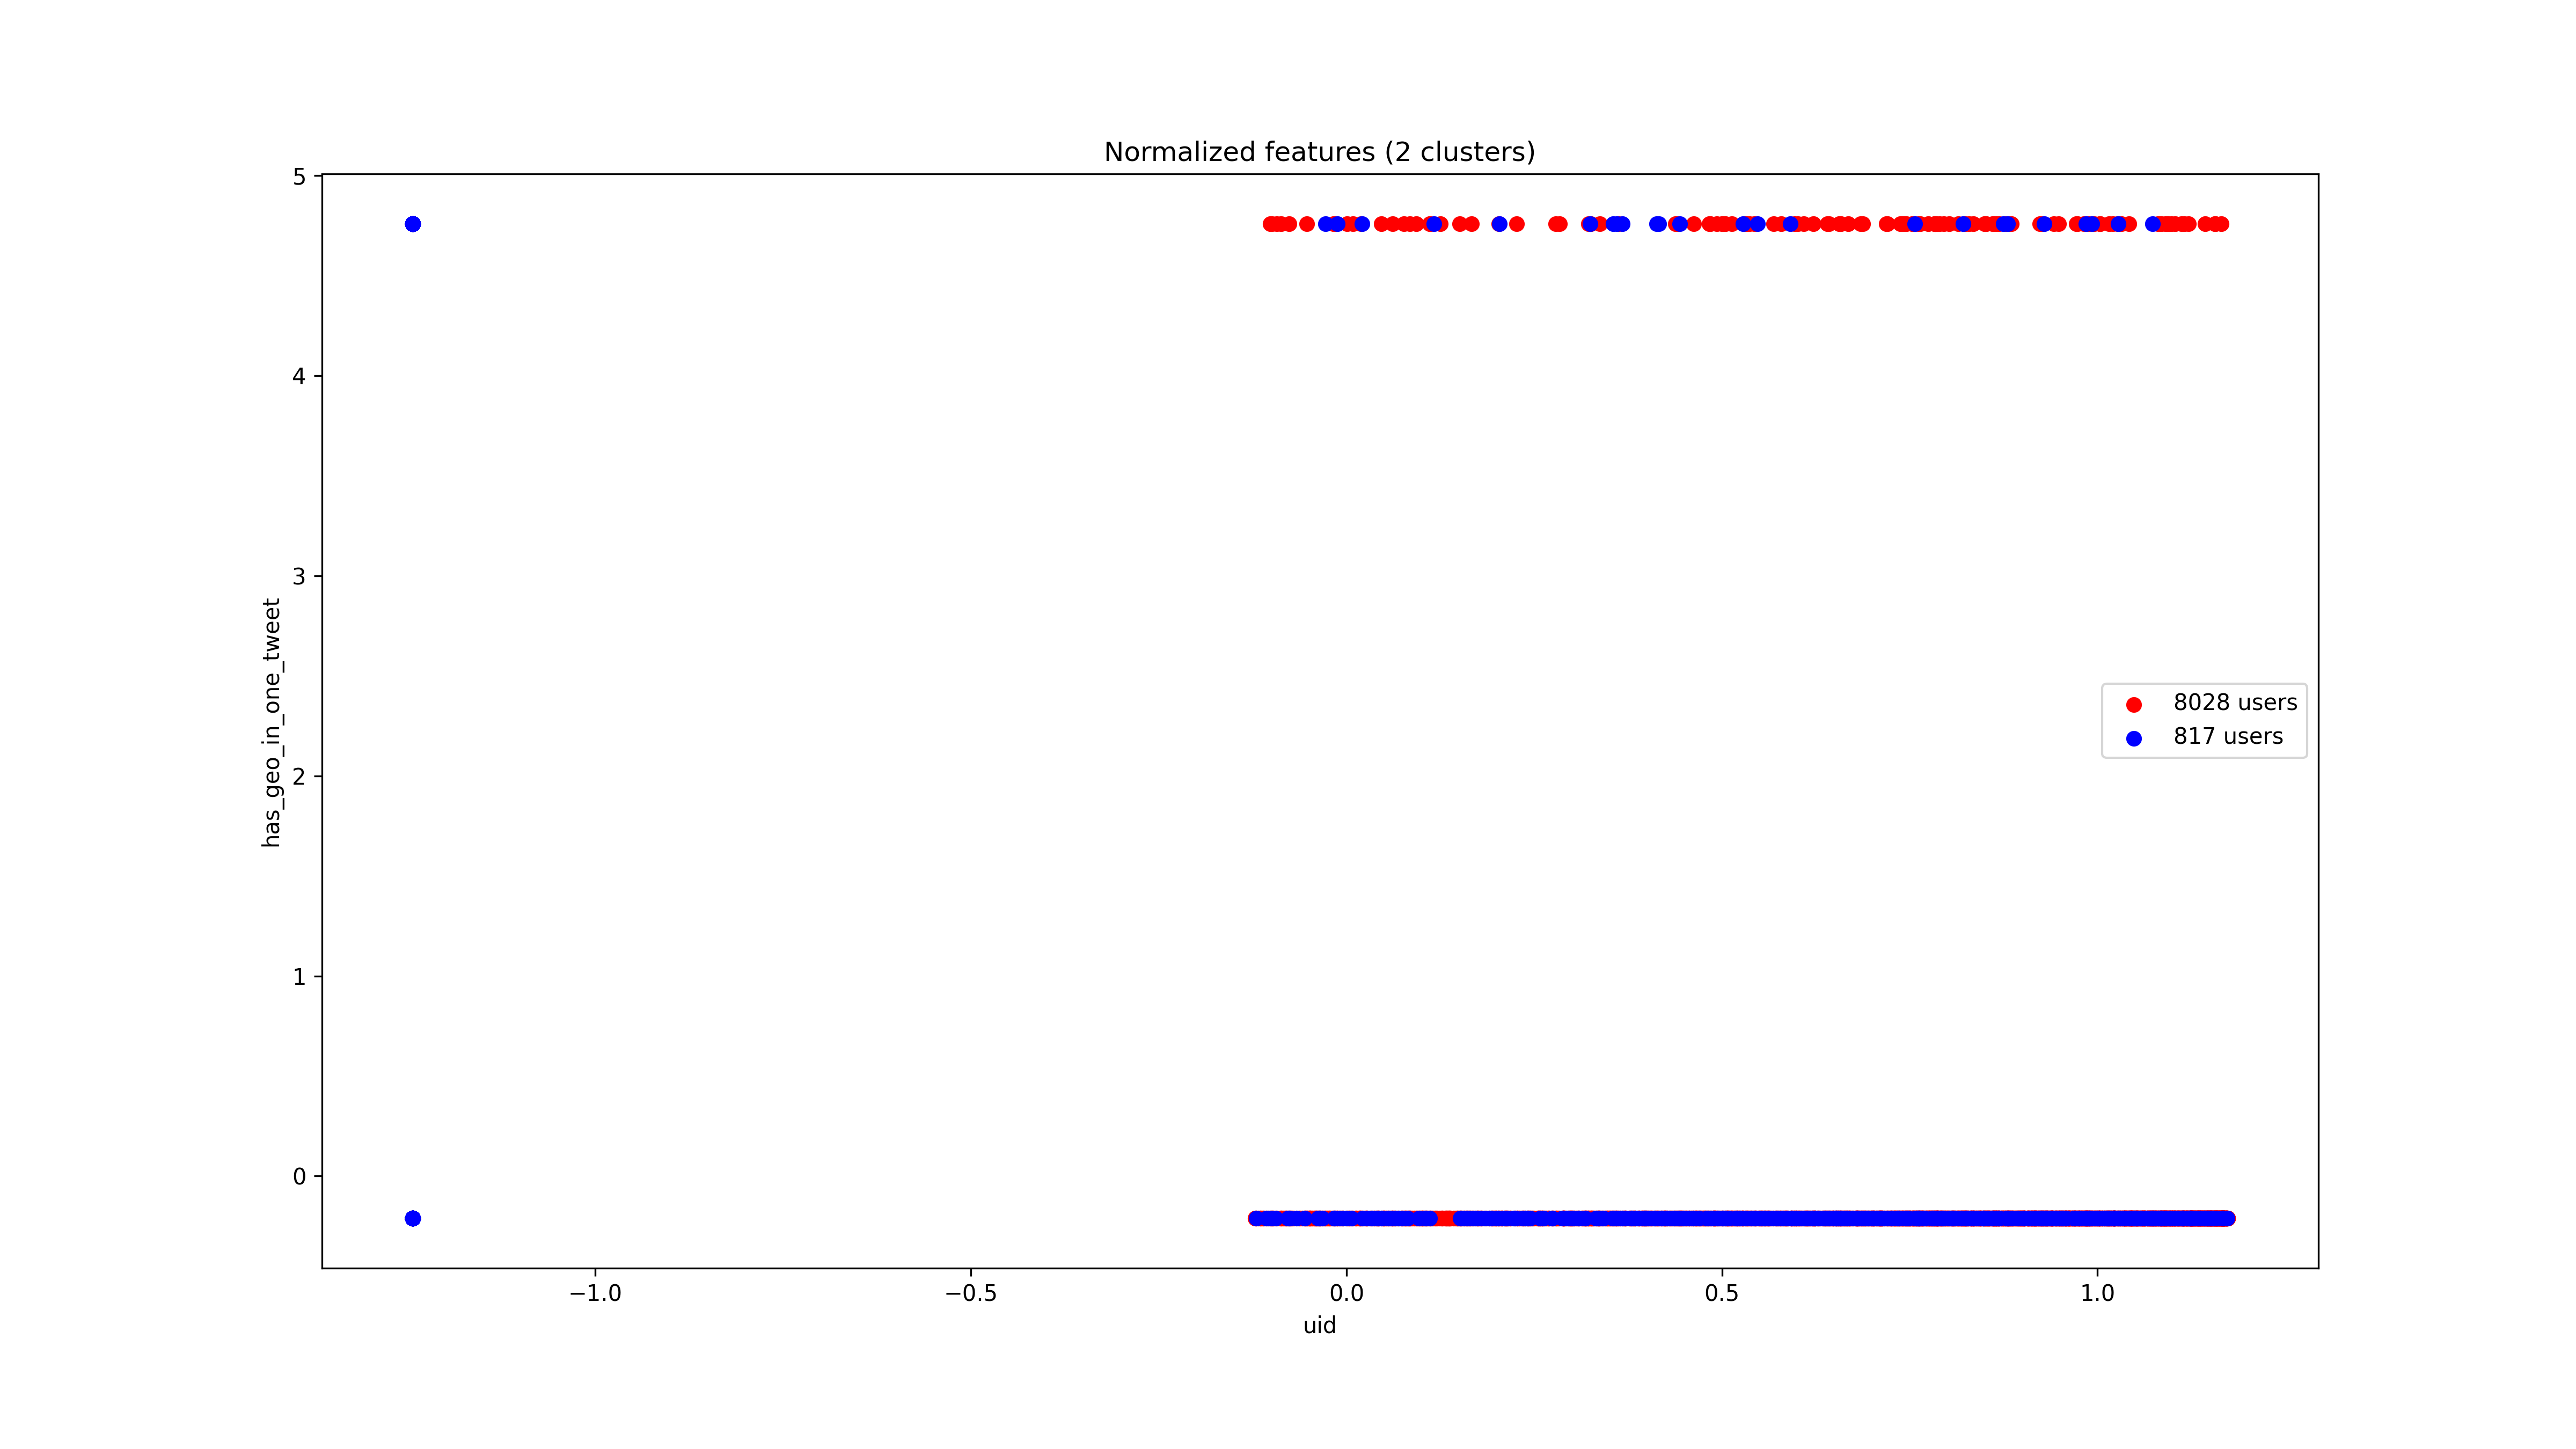 Normalized features (2 clusters)
5
4
3
2
1
0
has_geo_in_one_tweet
8028 users
817 users
−1.0
−0.5
0.0
0.5
1.0
uid